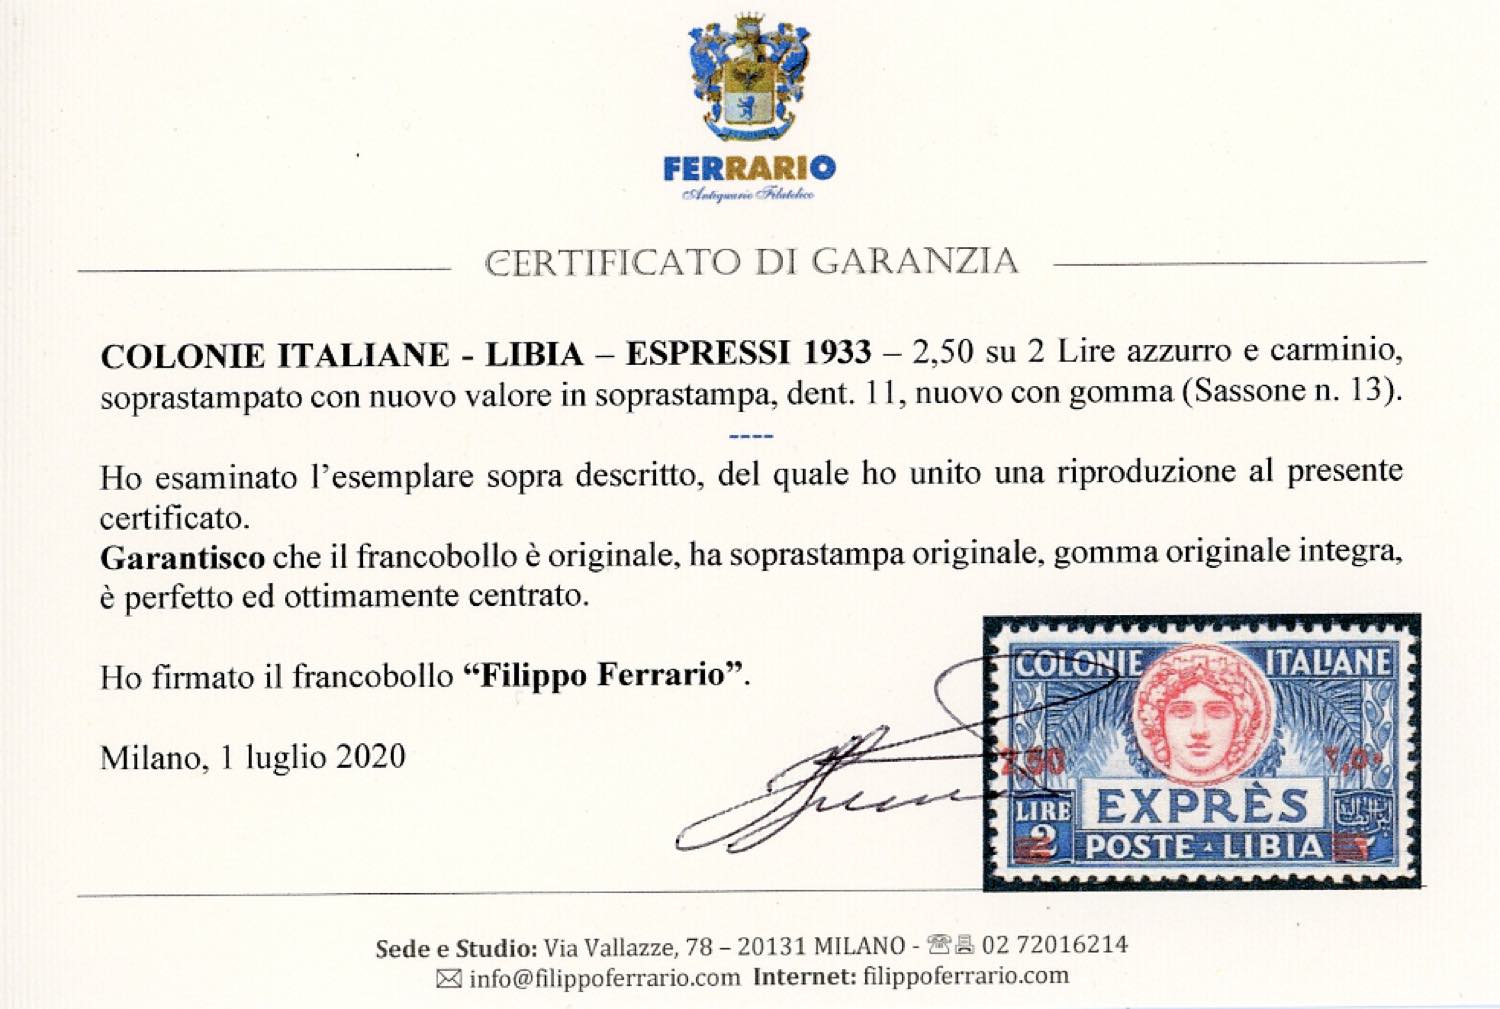 FERRARIO
Antiquario Filatelico
CERTIFICATO DI GARANZIA
COLONIE ITALIANE - LIBIA – ESPRESSI 1933 – 2,50 su 2 Lire azzurro e carminio,
soprastampato con nuovo valore in soprastampa, dent. 11, nuovo con gomma (Sassone n. 13).
----
Ho esaminato l’esemplare sopra descritto, del quale ho unito una riproduzione al presente
certificato.
Garantisco che il francobollo è originale, ha soprastampa originale, gomma originale integra,
è perfetto ed ottimamente centrato.
Ho firmato il francobollo “Filippo Ferrario”.
Milano, 1 luglio 2020
COLONIE ITALIANE
2,50 ٢,٥٠
LIRE EXPRÈS
2 POSTE LIBIA ٢
Sede e Studio: Via Vallazze, 78 – 20131 MILANO - 02 72016214
info@filippoferrario.com Internet: filippoferrario.com